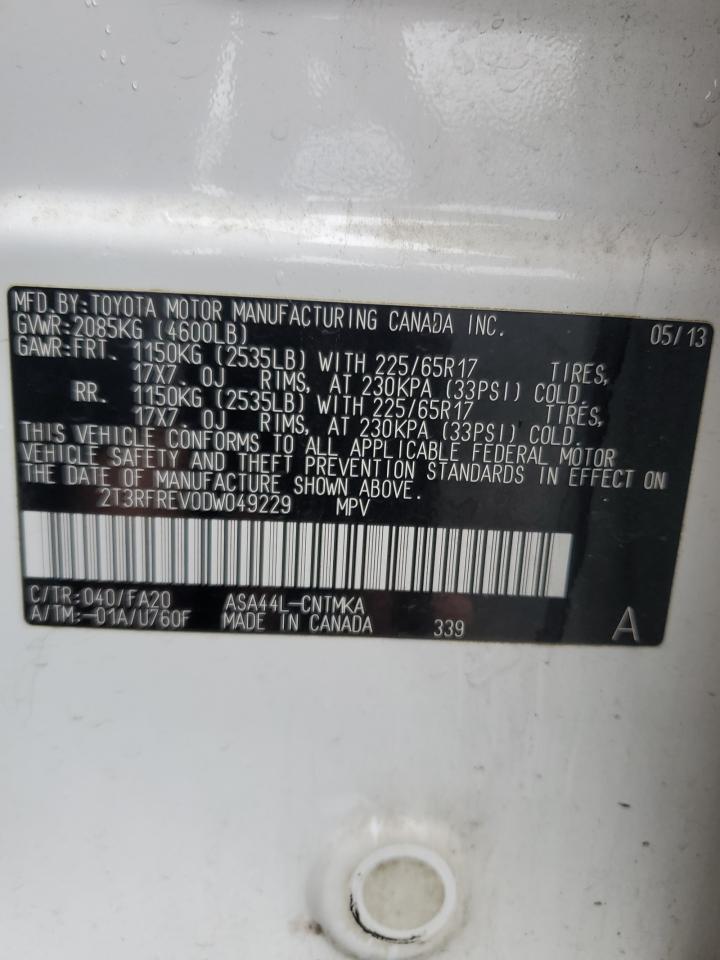 MFD.BY:TOYOTA MOTOR MANUFACTURING CANADA INC. 05/13
GVWR:2085KG (4600LB)
GAWR:FRT. 1150KG (2535LB) WITH 225/65R17 TIRES,
17X7.0J RIMS, AT 230KPA (33PSI) COLD.
RR. 1150KG (2535LB) WITH 225/65R17 TIRES,
17X7.0J RIMS, AT 230KPA (33PSI) COLD.
THIS VEHICLE CONFORMS TO ALL APPLICABLE FEDERAL MOTOR
VEHICLE SAFETY AND THEFT PREVENTION STANDARDS IN EFFECT ON
THE DATE OF MANUFACTURE SHOWN ABOVE.
2T3RFREV0DW049229 MPV
C/TR:040/FA20 ASA44L-CNTMKA
A/TM:-01A/U760F MADE IN CANADA 339 A